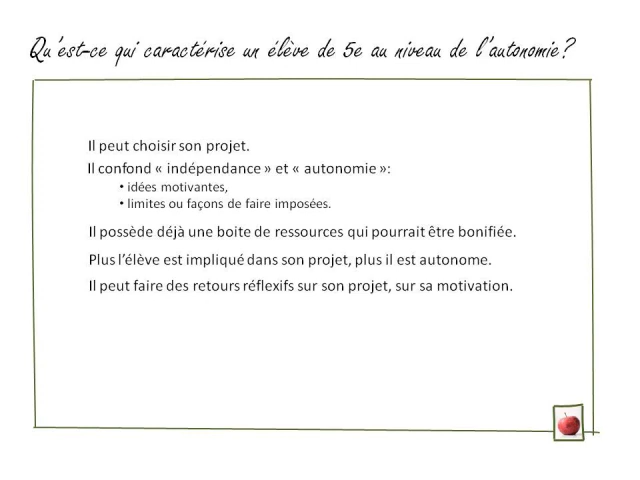 Qu'est-ce qui caractérise un élève de 5e au niveau de l'autonomie?
Il peut choisir son projet.
Il confond « indépendance » et « autonomie »:
• idées motivantes,
• limites ou façons de faire imposées.
Il possède déjà une boite de ressources qui pourrait être bonifiée.
Plus l'élève est impliqué dans son projet, plus il est autonome.
Il peut faire des retours réflexifs sur son projet, sur sa motivation.